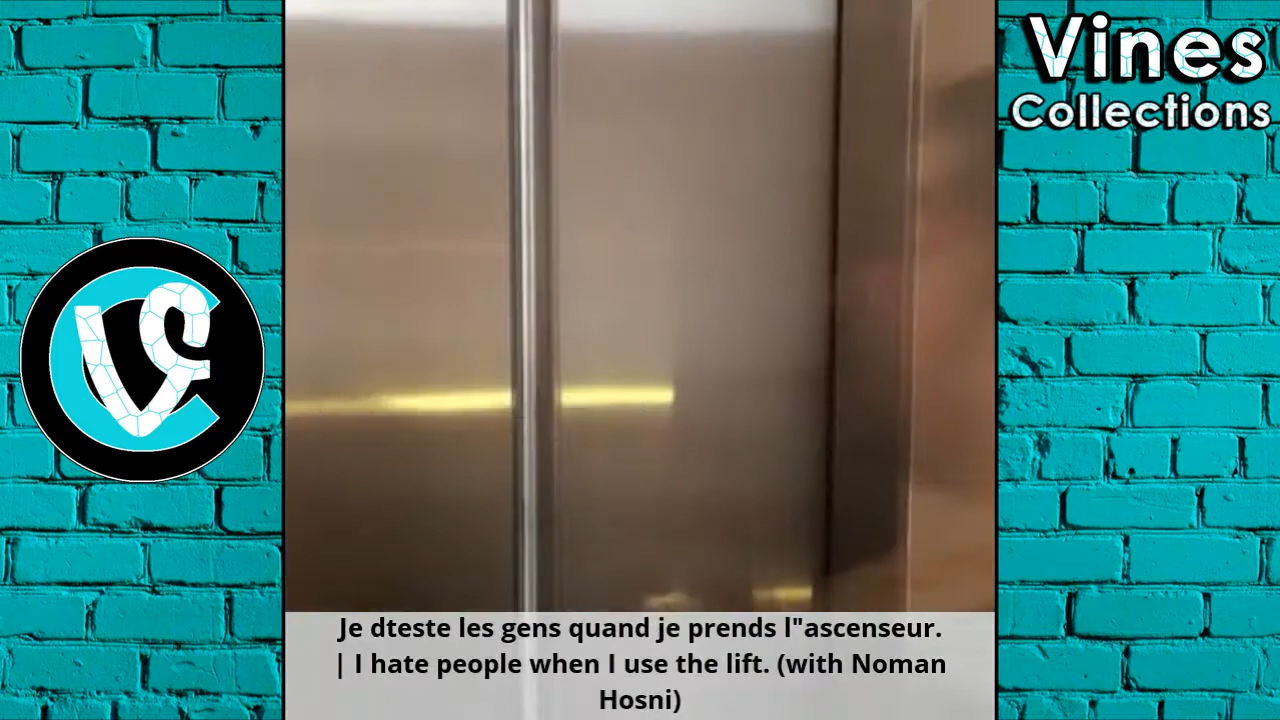 Vines
Collections
VC
Je dteste les gens quand je prends l"ascenseur.
| I hate people when I use the lift. (with Noman
Hosni)